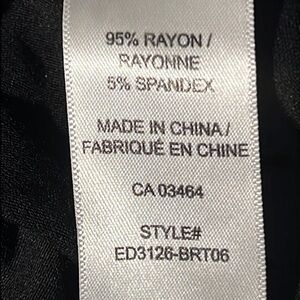 95% RAYON /
RAYONNE
5% SPANDEX
MADE IN CHINA /
FABRIQUÉ EN CHINE
CA 03464
STYLE#
ED3126-BRT06